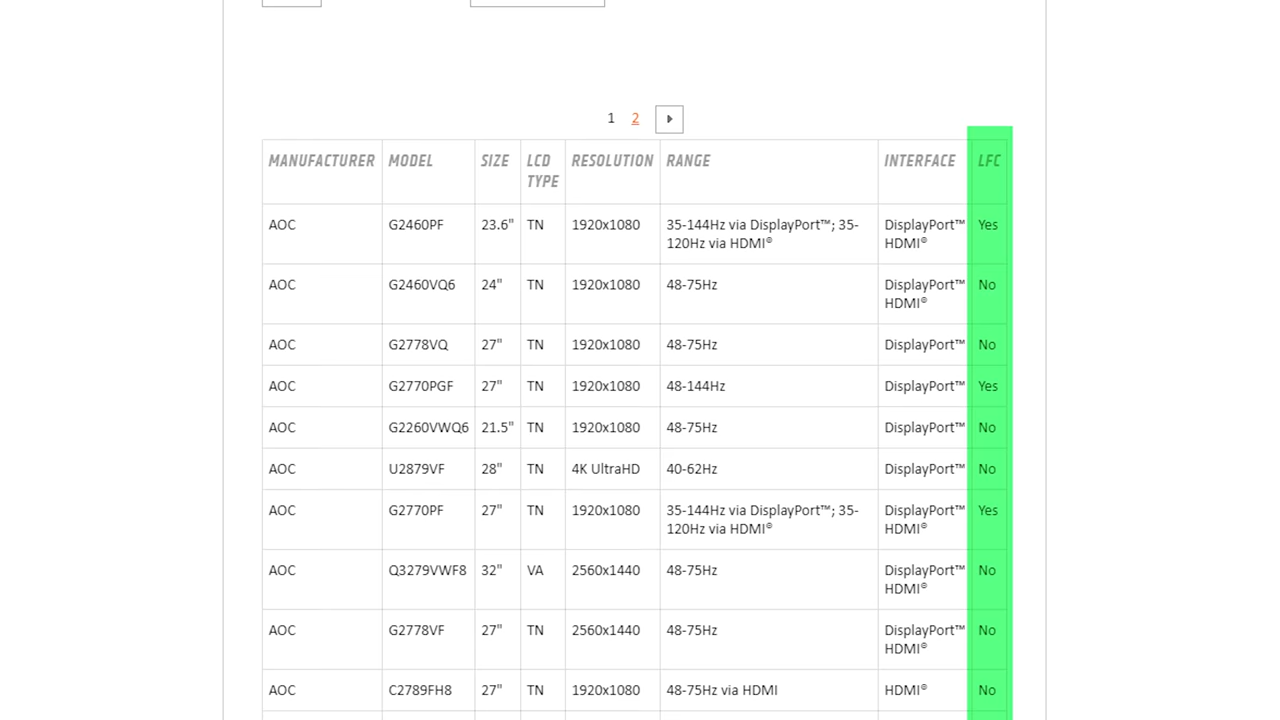 1 2
MANUFACTURER MODEL SIZE LCD TYPE RESOLUTION RANGE INTERFACE LFC
AOC G2460PF 23.6" TN 1920x1080 35-144Hz via DisplayPort™; 35-120Hz via HDMI® DisplayPort™ HDMI® Yes
AOC G2460VQ6 24" TN 1920x1080 48-75Hz DisplayPort™ HDMI® No
AOC G2778VQ 27" TN 1920x1080 48-75Hz DisplayPort™ No
AOC G2770PGF 27" TN 1920x1080 48-144Hz DisplayPort™ Yes
AOC G2260VWQ6 21.5" TN 1920x1080 48-75Hz DisplayPort™ No
AOC U2879VF 28" TN 4K UltraHD 40-62Hz DisplayPort™ No
AOC G2770PF 27" TN 1920x1080 35-144Hz via DisplayPort™; 35-120Hz via HDMI® DisplayPort™ HDMI® Yes
AOC Q3279VWF8 32" VA 2560x1440 48-75Hz DisplayPort™ HDMI® No
AOC G2778VF 27" TN 2560x1440 48-75Hz DisplayPort™ HDMI® No
AOC C2789FH8 27" TN 1920x1080 48-75Hz via HDMI HDMI® No